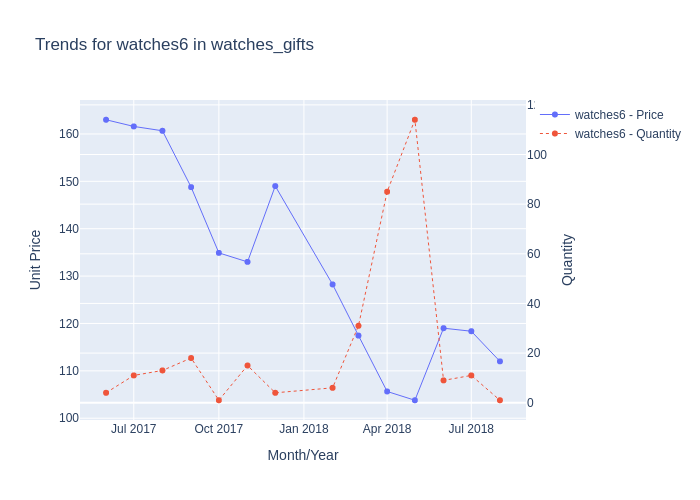 Trends for watches6 in watches_gifts
watches6 - Price
watches6 - Quantity
160
150
140
130
120
110
100
Unit Price
100
80
60
40
20
0
Quantity
Jul 2017
Oct 2017
Jan 2018
Apr 2018
Jul 2018
Month/Year